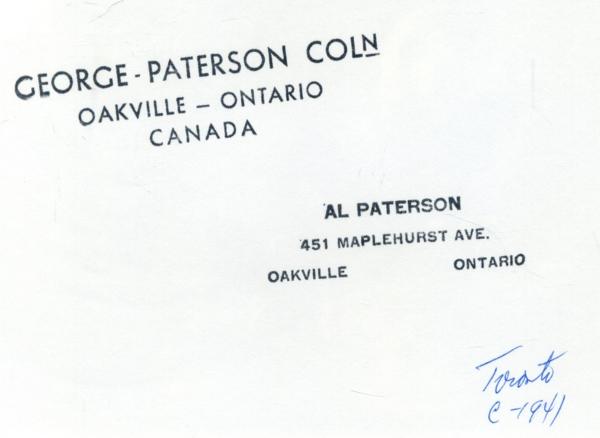 GEORGE-PATERSON COLN
OAKVILLE – ONTARIO
CANADA
AL PATERSON
451 MAPLEHURST AVE.
OAKVILLE ONTARIO
Toronto
C-1941